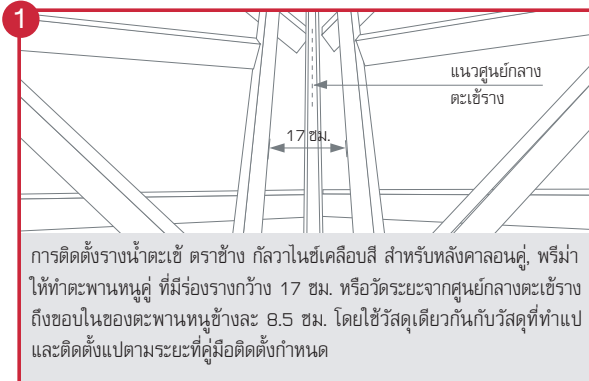 1
แนวศูนย์กลาง
ตะเข้ราง
17 ซม.
การติดตั้งรางน้ำตะเข้ ตราช้าง กัลวาไนซ์เคลือบสี สำหรับหลังคาลอนคู่, พรีม่า
ให้ทำตะพานหนูคู่ ที่มีร่องรางกว้าง 17 ซม. หรือวัดระยะจากศูนย์กลางตะเข้ราง
ถึงขอบในของตะพานหนูข้างละ 8.5 ซม. โดยใช้วัสดุเดียวกันกับวัสดุที่ทำแป
และติดตั้งแปตามระยะที่คู่มือติดตั้งกำหนด